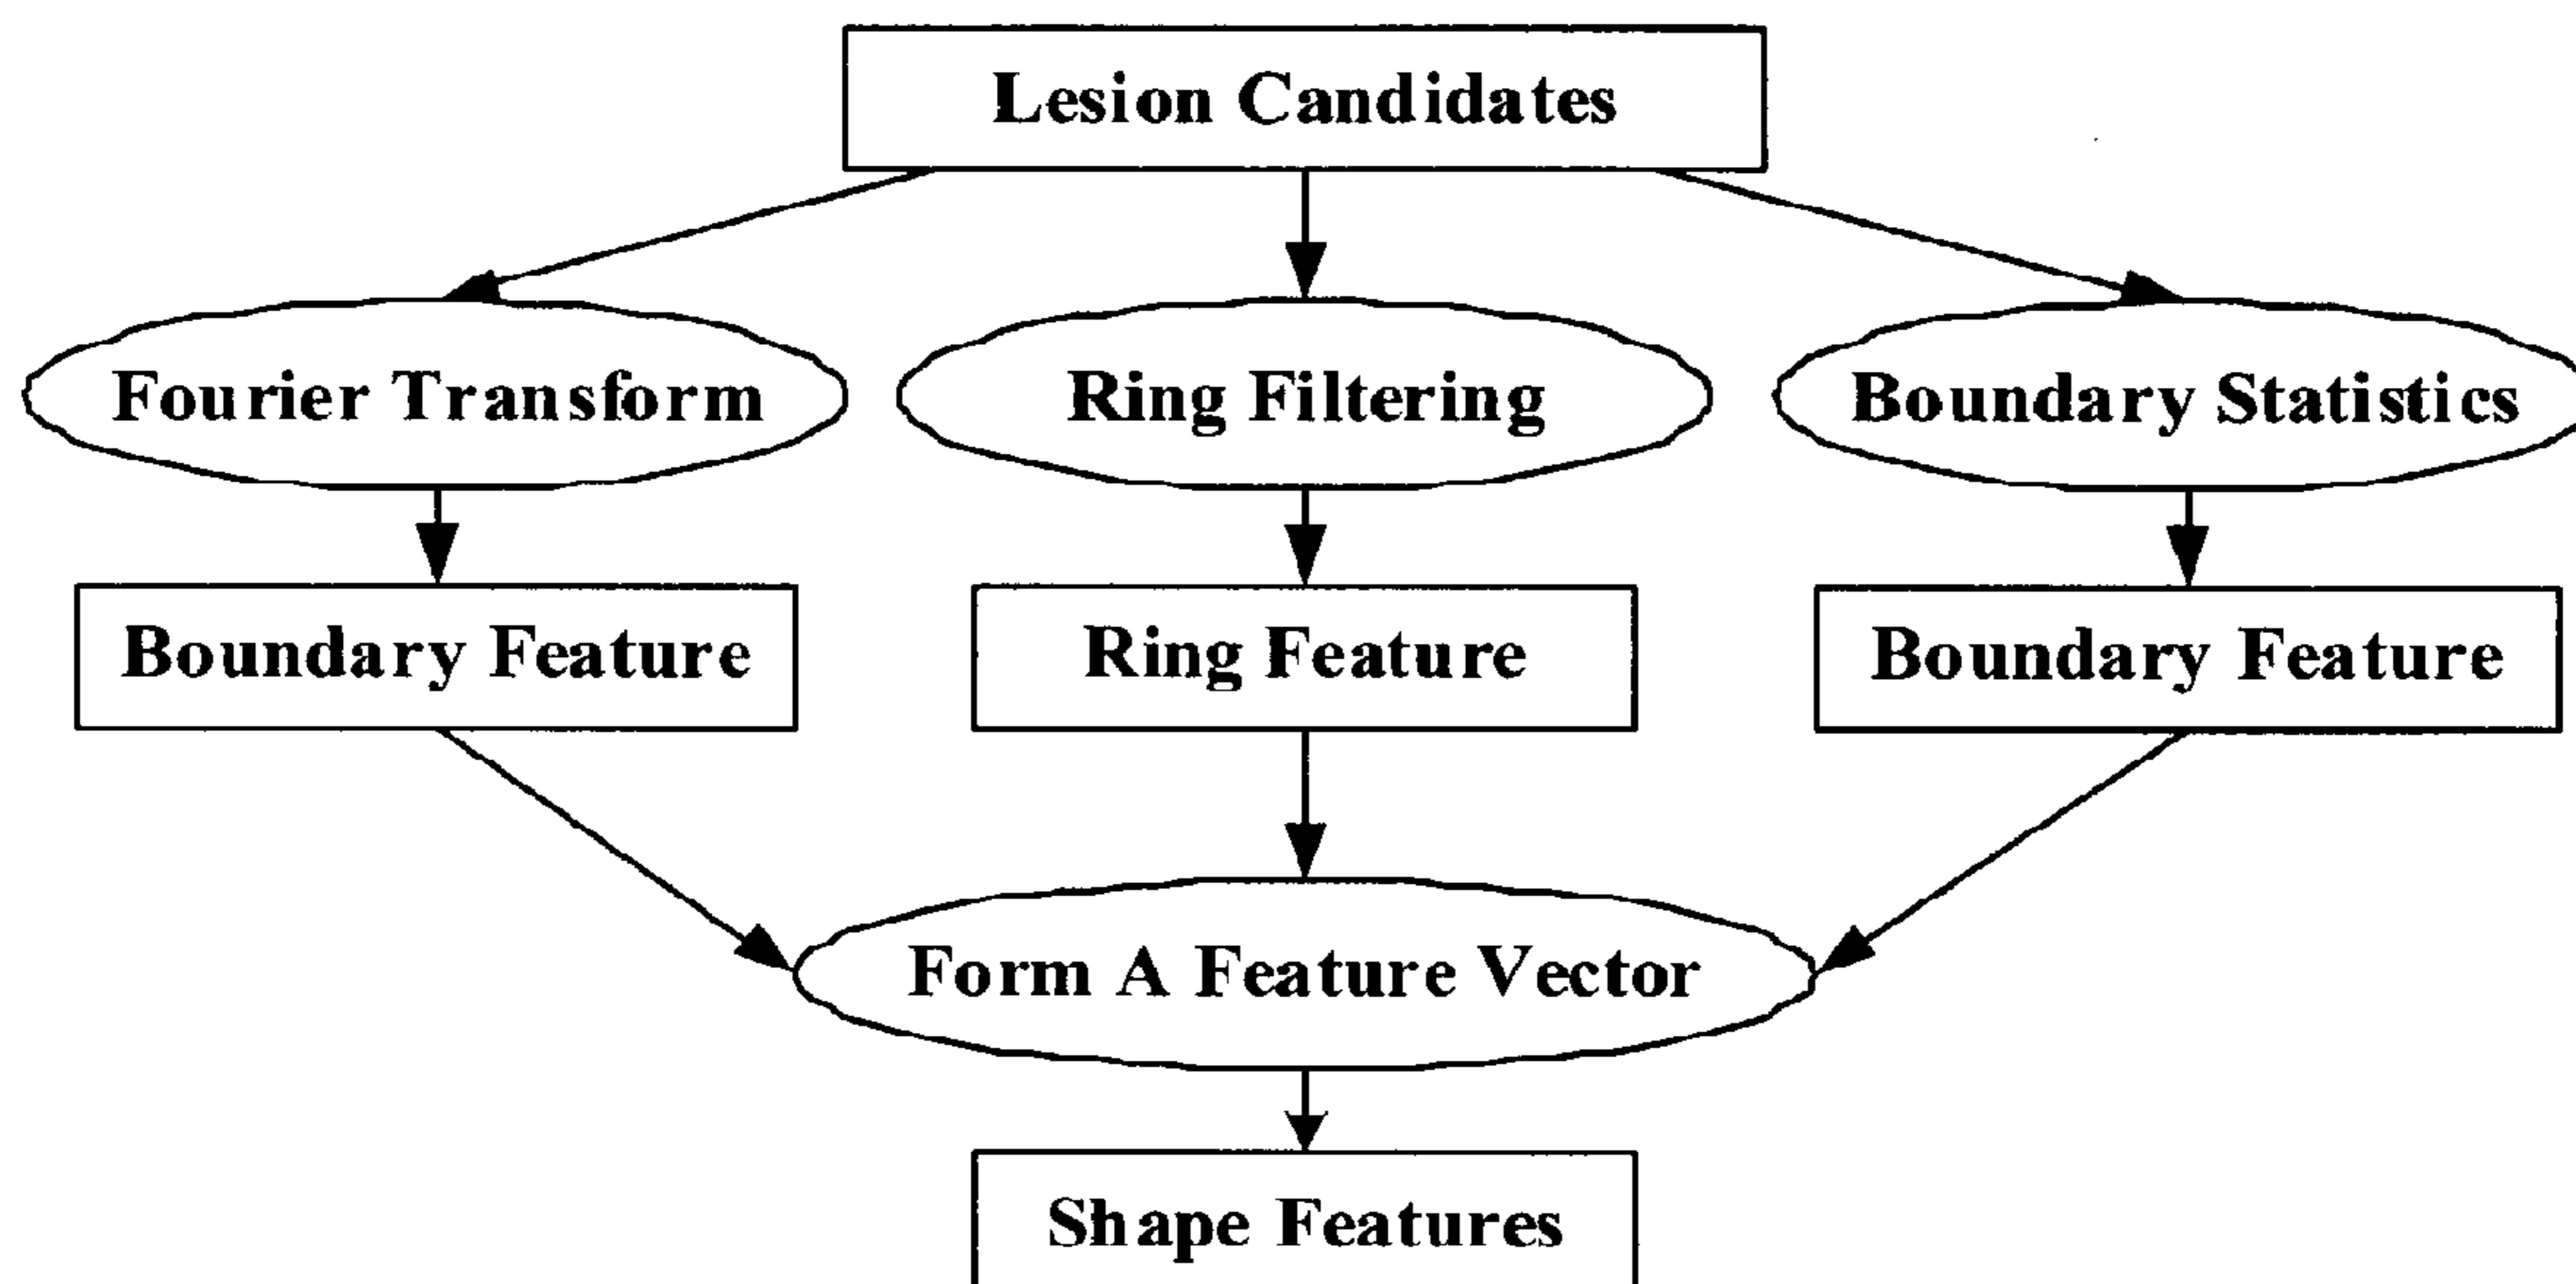 Lesion Candidates
Fourier Transform
Ring Filtering
Boundary Statistics
Boundary Feature
Ring Feature
Boundary Feature
Form A Feature Vector
Shape Features